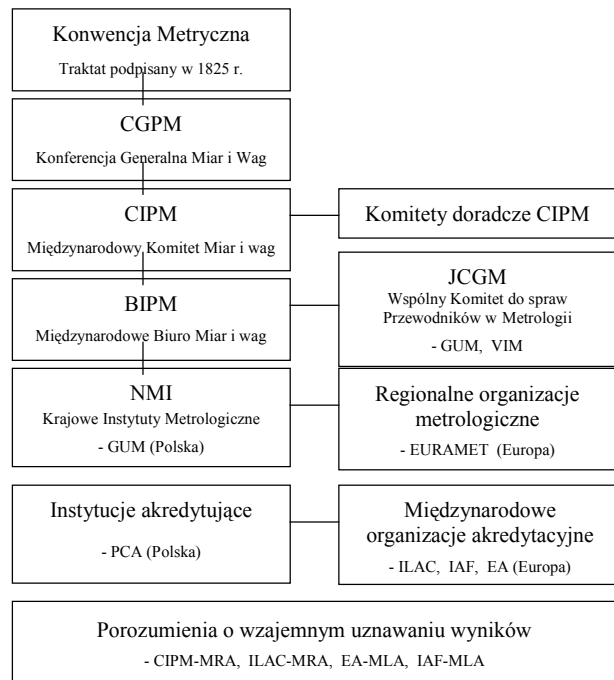 Konwencja Metryczna
Traktat podpisany w 1825 r.
CGPM
Konferencja Generalna Miar i Wag
CIPM
Międzynarodowy Komitet Miar i wag
Komitety doradcze CIPM
BIPM
Międzynarodowe Biuro Miar i wag
JCGM
Wspólny Komitet do spraw
Przewodników w Metrologii
- GUM, VIM
NMI
Krajowe Instytuty Metrologiczne
- GUM (Polska)
Regionalne organizacje
metrologiczne
- EURAMET (Europa)
Instytucje akredytujące
- PCA (Polska)
Międzynarodowe
organizacje akredytacyjne
- ILAC, IAF, EA (Europa)
Porozumienia o wzajemnym uznawaniu wyników
- CIPM-MRA, ILAC-MRA, EA-MLA, IAF-MLA